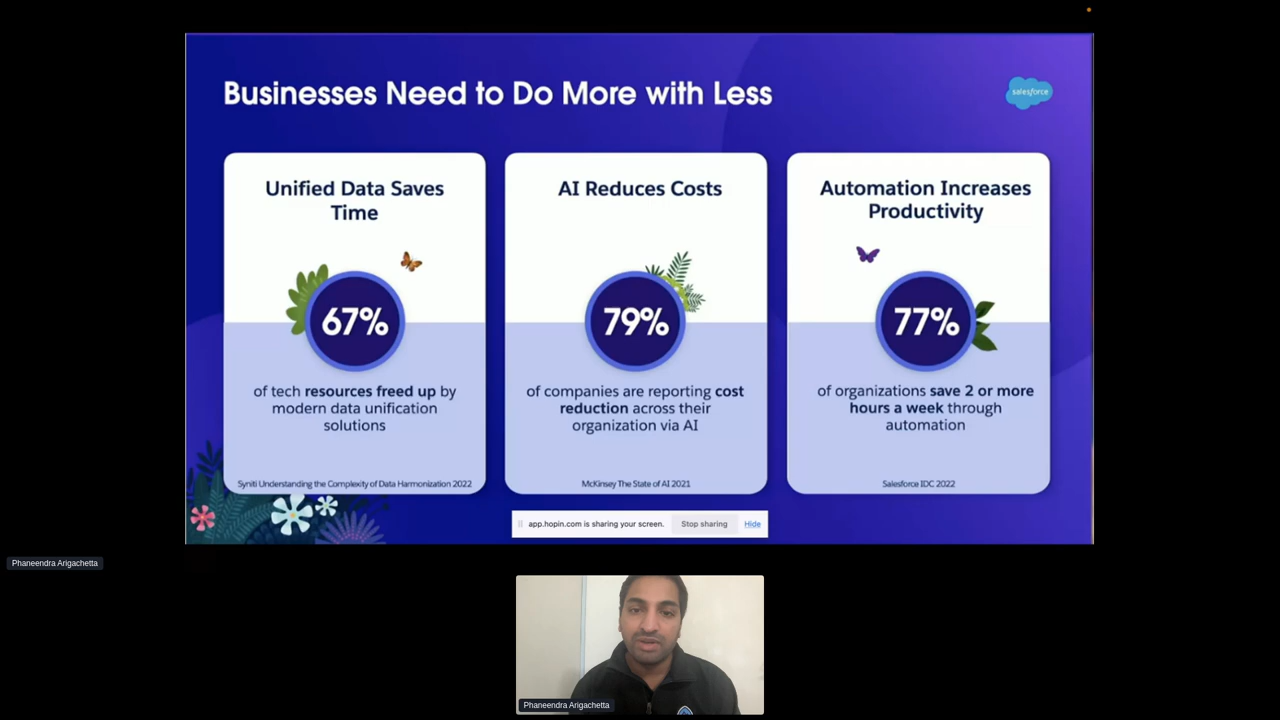 Businesses Need to Do More with Less
salesforce
Unified Data Saves
Time
67%
of tech resources freed up by
modern data unification
solutions
Syniti Understanding the Complexity of Data Harmonization 2022
AI Reduces Costs
79%
of companies are reporting cost
reduction across their
organization via AI
McKinsey The State of AI 2021
Automation Increases
Productivity
77%
of organizations save 2 or more
hours a week through
automation
Salesforce IDC 2022
app.hopin.com is sharing your screen.
Stop sharing
Hide
Phaneendra Arigachetta
Phaneendra Arigachetta